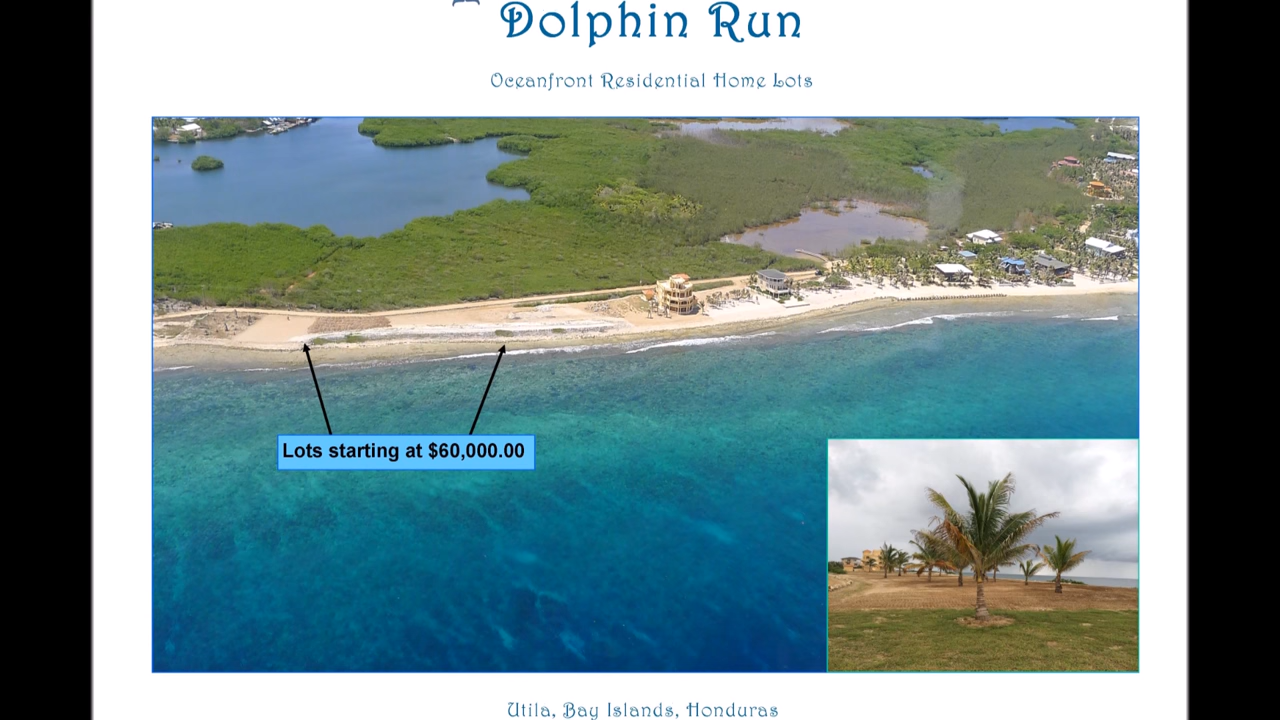 Dolphin Run
Oceanfront Residential Home Lots
Lots starting at $60,000.00
Utila, Bay Islands, Honduras